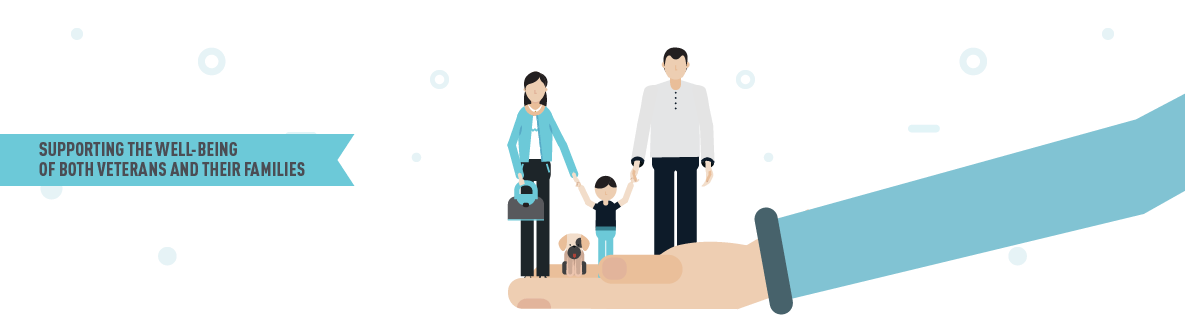 SUPPORTING THE WELL-BEING
OF BOTH VETERANS AND THEIR FAMILIES